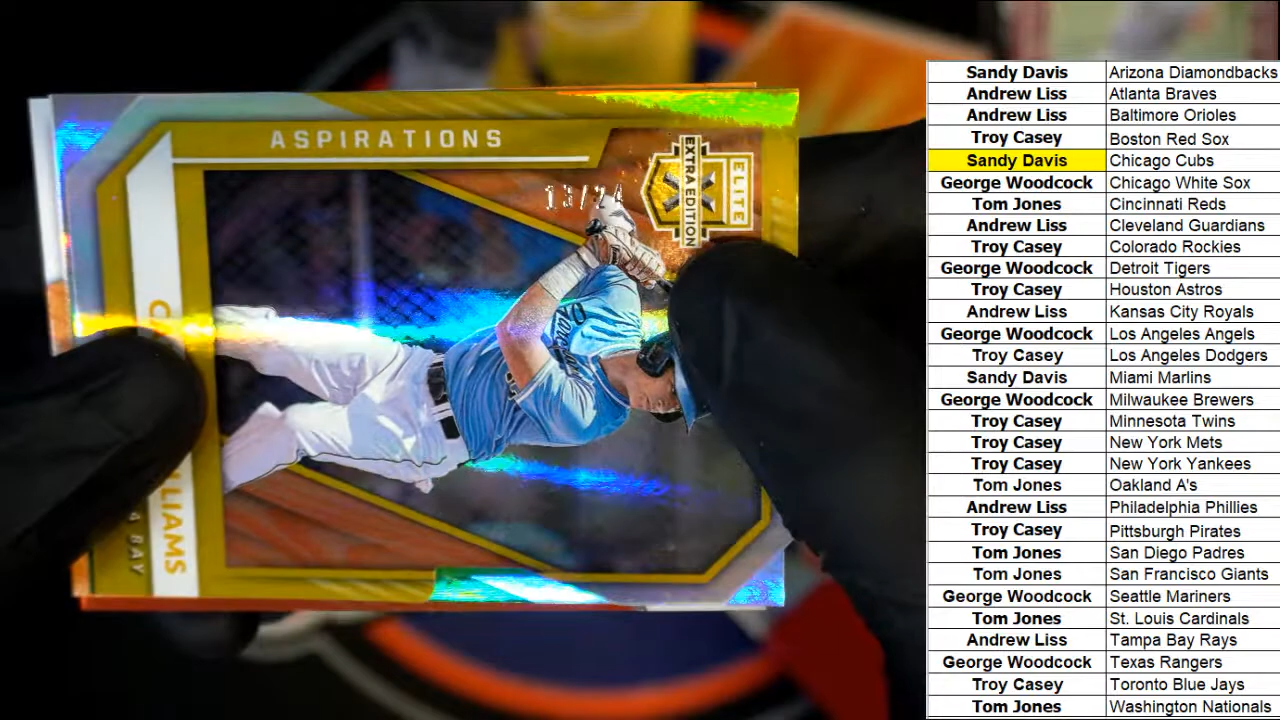 ASPIRATIONS
13/24
ELITE
EXTRA EDITION
LIAMS
BAY
Sandy Davis Arizona Diamondbacks
Andrew Liss Atlanta Braves
Andrew Liss Baltimore Orioles
Troy Casey Boston Red Sox
Sandy Davis Chicago Cubs
George Woodcock Chicago White Sox
Tom Jones Cincinnati Reds
Andrew Liss Cleveland Guardians
Troy Casey Colorado Rockies
George Woodcock Detroit Tigers
Troy Casey Houston Astros
Andrew Liss Kansas City Royals
George Woodcock Los Angeles Angels
Troy Casey Los Angeles Dodgers
Sandy Davis Miami Marlins
George Woodcock Milwaukee Brewers
Troy Casey Minnesota Twins
Troy Casey New York Mets
Troy Casey New York Yankees
Tom Jones Oakland A's
Andrew Liss Philadelphia Phillies
Troy Casey Pittsburgh Pirates
Tom Jones San Diego Padres
Tom Jones San Francisco Giants
George Woodcock Seattle Mariners
Tom Jones St. Louis Cardinals
Andrew Liss Tampa Bay Rays
George Woodcock Texas Rangers
Troy Casey Toronto Blue Jays
Tom Jones Washington Nationals